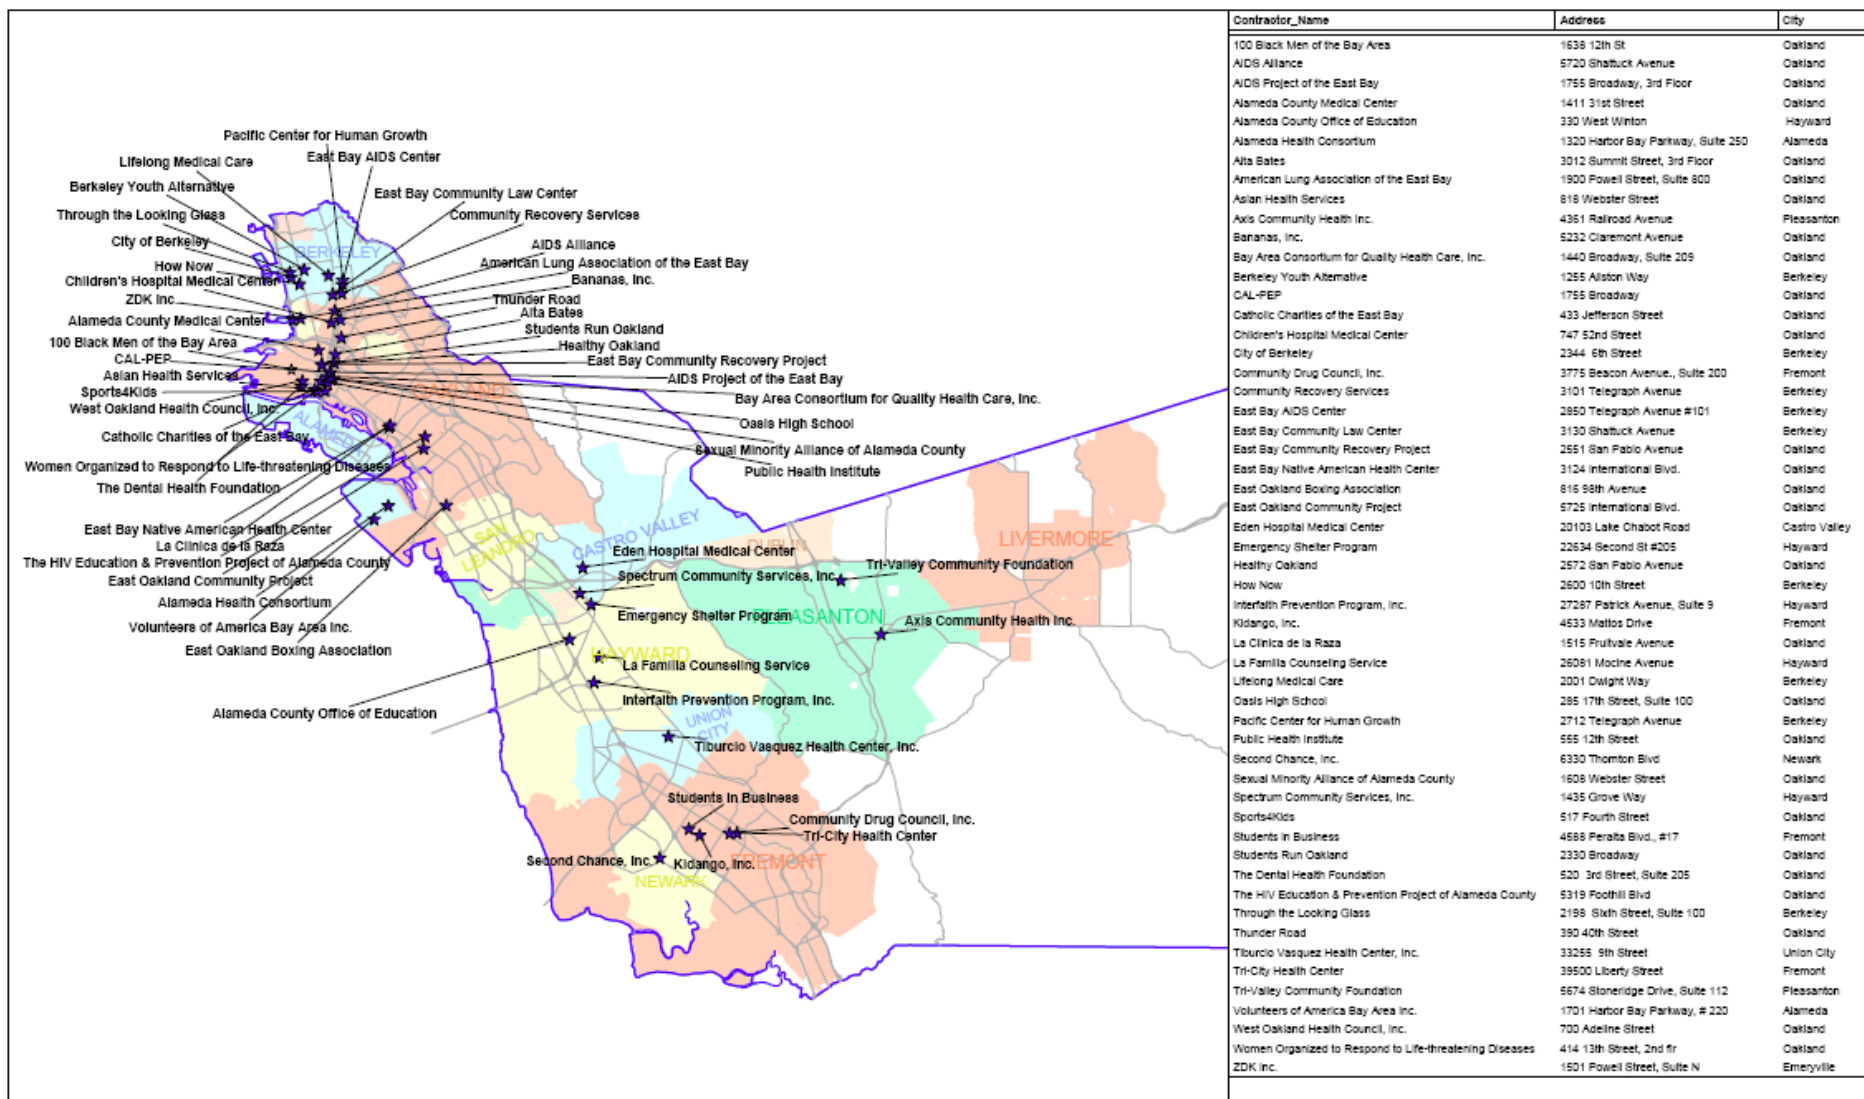 Contractor_Name Address City
100 Black Men of the Bay Area 1638 12th St Oakland
AIDS Alliance 5720 Shattuck Avenue Oakland
AIDS Project of the East Bay 1755 Broadway, 3rd Floor Oakland
Alameda County Medical Center 1411 31st Street Oakland
Alameda County Office of Education 330 West Winton Hayward
Alameda Health Consortium 1320 Harbor Bay Parkway, Suite 250 Alameda
Alta Bates 3012 Summit Street, 3rd Floor Oakland
American Lung Association of the East Bay 1900 Powell Street, Suite 800 Oakland
Asian Health Services 818 Webster Street Oakland
Axis Community Health Inc. 4361 Railroad Avenue Pleasanton
Bananas, Inc. 5232 Claremont Avenue Oakland
Bay Area Consortium for Quality Health Care, Inc. 1440 Broadway, Suite 209 Oakland
Berkeley Youth Alternative 1255 Allston Way Berkeley
CAL-PEP 1755 Broadway Oakland
Catholic Charities of the East Bay 433 Jefferson Street Oakland
Children's Hospital Medical Center 747 52nd Street Oakland
City of Berkeley 2344 6th Street Berkeley
Community Drug Council, Inc. 3775 Beacon Avenue., Suite 200 Fremont
Community Recovery Services 3101 Telegraph Avenue Berkeley
East Bay AIDS Center 2850 Telegraph Avenue #101 Berkeley
East Bay Community Law Center 3130 Shattuck Avenue Berkeley
East Bay Community Recovery Project 2551 San Pablo Avenue Oakland
East Bay Native American Health Center 3124 International Blvd. Oakland
East Oakland Boxing Association 816 98th Avenue Oakland
East Oakland Community Project 5725 International Blvd. Oakland
Eden Hospital Medical Center 20103 Lake Chabot Road Castro Valley
Emergency Shelter Program 22634 Second St #205 Hayward
Healthy Oakland 2572 San Pablo Avenue Oakland
How Now 2600 10th Street Berkeley
Interfaith Prevention Program, Inc. 27287 Patrick Avenue, Suite 9 Hayward
Kidango, Inc. 4533 Mattos Drive Fremont
La Clinica de la Raza 1515 Fruitvale Avenue Oakland
La Familia Counseling Service 26081 Mocine Avenue Hayward
Lifelong Medical Care 2001 Dwight Way Berkeley
Oasis High School 285 17th Street, Suite 100 Oakland
Pacific Center for Human Growth 2712 Telegraph Avenue Berkeley
Public Health Institute 555 12th Street Oakland
Second Chance, Inc. 6330 Thornton Blvd Newark
Sexual Minority Alliance of Alameda County 1608 Webster Street Oakland
Spectrum Community Services, Inc. 1435 Grove Way Hayward
Sports4Kids 517 Fourth Street Oakland
Students in Business 4588 Peralta Blvd., #17 Fremont
Students Run Oakland 2330 Broadway Oakland
The Dental Health Foundation 520 3rd Street, Suite 205 Oakland
The HIV Education & Prevention Project of Alameda County 5319 Foothill Blvd Oakland
Through the Looking Glass 2198 Sixth Street, Suite 100 Berkeley
Thunder Road 390 40th Street Oakland
Tiburcio Vasquez Health Center, Inc. 33255 9th Street Union City
Tri-City Health Center 39500 Liberty Street Fremont
Tri-Valley Community Foundation 5674 Stoneridge Drive, Suite 112 Pleasanton
Volunteers of America Bay Area Inc. 1701 Harbor Bay Parkway, # 220 Alameda
West Oakland Health Council, Inc. 700 Adeline Street Oakland
Women Organized to Respond to Life-threatening Diseases 414 13th Street, 2nd flr Oakland
ZDK Inc. 1501 Powell Street, Suite N Emeryville
Pacific Center for Human Growth
East Bay AIDS Center
Lifelong Medical Care
Berkeley Youth Alternative
East Bay Community Law Center
Through the Looking Glass
Community Recovery Services
City of Berkeley
BERKELEY
AIDS Alliance
How Now
American Lung Association of the East Bay
Children's Hospital Medical Center
Bananas, Inc.
ZDK Inc.
Thunder Road
Alta Bates
Alameda County Medical Center
Students Run Oakland
100 Black Men of the Bay Area
Healthy Oakland
CAL-PEP
East Bay Community Recovery Project
Asian Health Services
AIDS Project of the East Bay
Sports4Kids
OAKLAND
Bay Area Consortium for Quality Health Care, Inc.
West Oakland Health Council, Inc.
Oasis High School
ALAMEDA
Catholic Charities of the East Bay
Sexual Minority Alliance of Alameda County
Women Organized to Respond to Life-threatening Diseases
Public Health Institute
The Dental Health Foundation
East Bay Native American Health Center
La Clinica de la Raza
SAN
LEANDRO
CASTRO VALLEY
DUBLIN
LIVERMORE
Eden Hospital Medical Center
The HIV Education & Prevention Project of Alameda County
Tri-Valley Community Foundation
East Oakland Community Project
Spectrum Community Services, Inc.
Alameda Health Consortium
Emergency Shelter Program
PLEASANTON
Axis Community Health Inc.
Volunteers of America Bay Area Inc.
East Oakland Boxing Association
HAYWARD
La Familia Counseling Service
Interfaith Prevention Program, Inc.
Alameda County Office of Education
UNION
CITY
Tiburcio Vasquez Health Center, Inc.
Students in Business
Community Drug Council, Inc.
Tri-City Health Center
Second Chance, Inc.
Kidango, Inc.
FREMONT
NEWARK